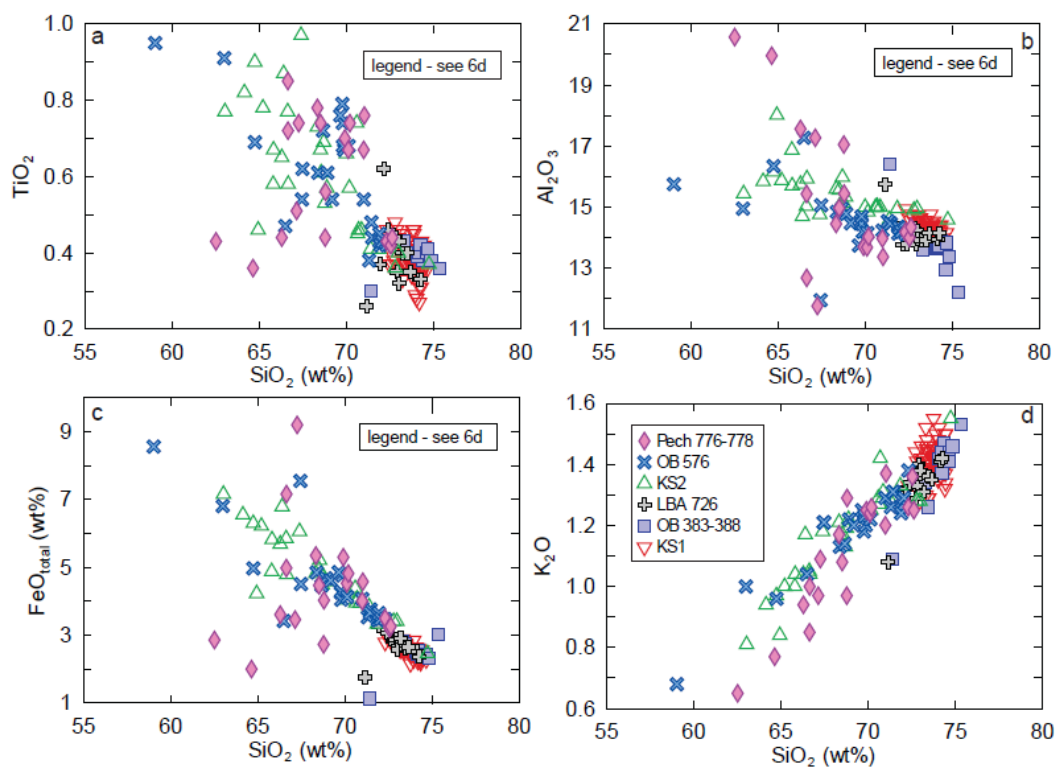 a
legend - see 6d
TiO2
1.0
0.8
0.6
0.4
0.2
55 60 65 70 75 80
SiO2 (wt%)
b
legend - see 6d
Al2O3
21
19
17
15
13
11
55 60 65 70 75 80
SiO2 (wt%)
c
legend - see 6d
FeOtotal (wt%)
9
7
5
3
1
55 60 65 70 75 80
SiO2 (wt%)
d
K2O
1.6
1.4
1.2
1.0
0.8
0.6
Pech 776-778
OB 576
KS2
LBA 726
OB 383-388
KS1
55 60 65 70 75 80
SiO2 (wt%)